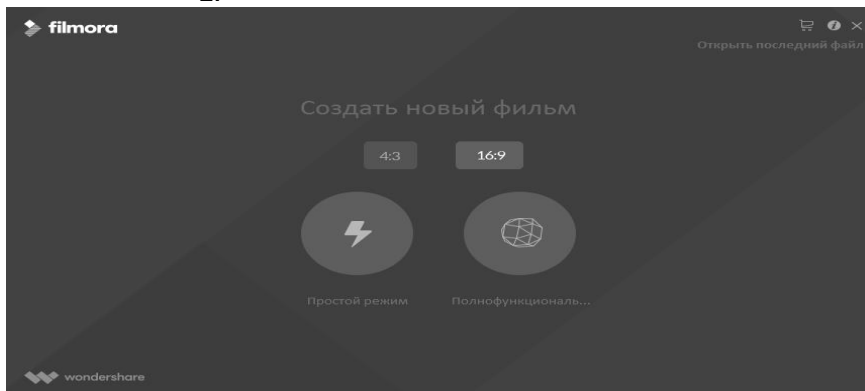 filmora
Открыть последний файл
Создать новый фильм
4:3
16:9
Простой режим
Полнофункциональ...
wondershare